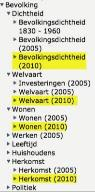 Bevolking
Dichtheid
Bevolkingsdichtheid
1830 - 1960
Bevolkingsdichtheid
(2005)
Bevolkingsdichtheid
(2010)
Welvaart
Investeringen (2005)
Welvaart (2005)
Welvaart (2010)
Wonen
Wonen (2005)
Wonen (2010)
Werken (2005)
Leeftijd
Huishoudens
Herkomst
Herkomst (2005)
Herkomst (2010)
Politiek